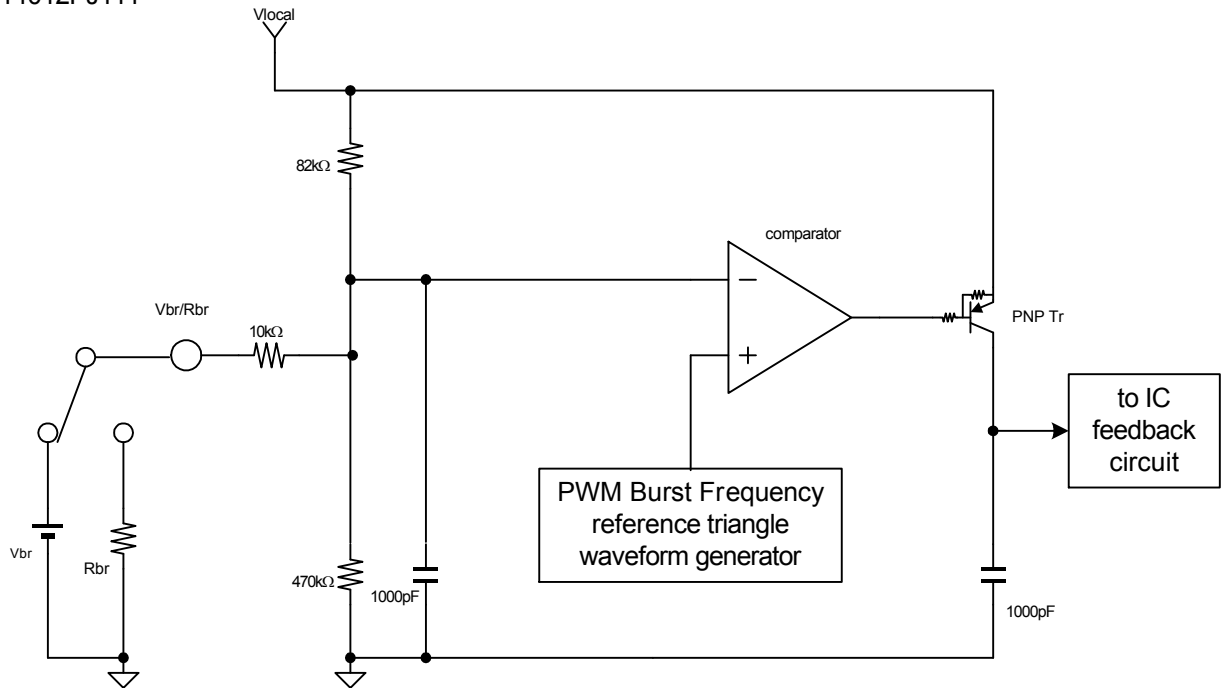 Vlocal
82kΩ
comparator
−
+
Vbr/Rbr
10kΩ
PNP Tr
to IC
feedback
circuit
PWM Burst Frequency
reference triangle
waveform generator
Vbr
Rbr
470kΩ
1000pF
1000pF